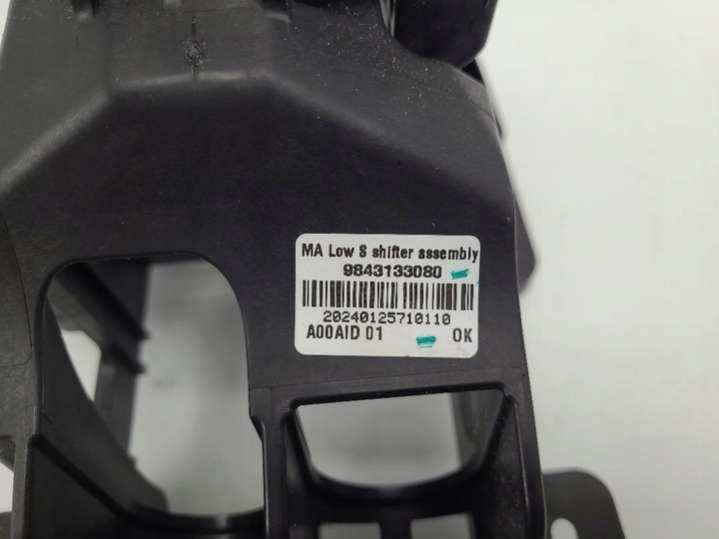 MA Low S shifter assembly
9843133080
20240125710110
A00AID 01 OK